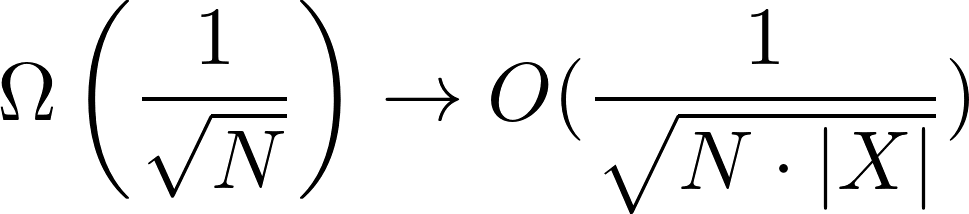 Ω(1/√N) → O(1/√(N · |X|))